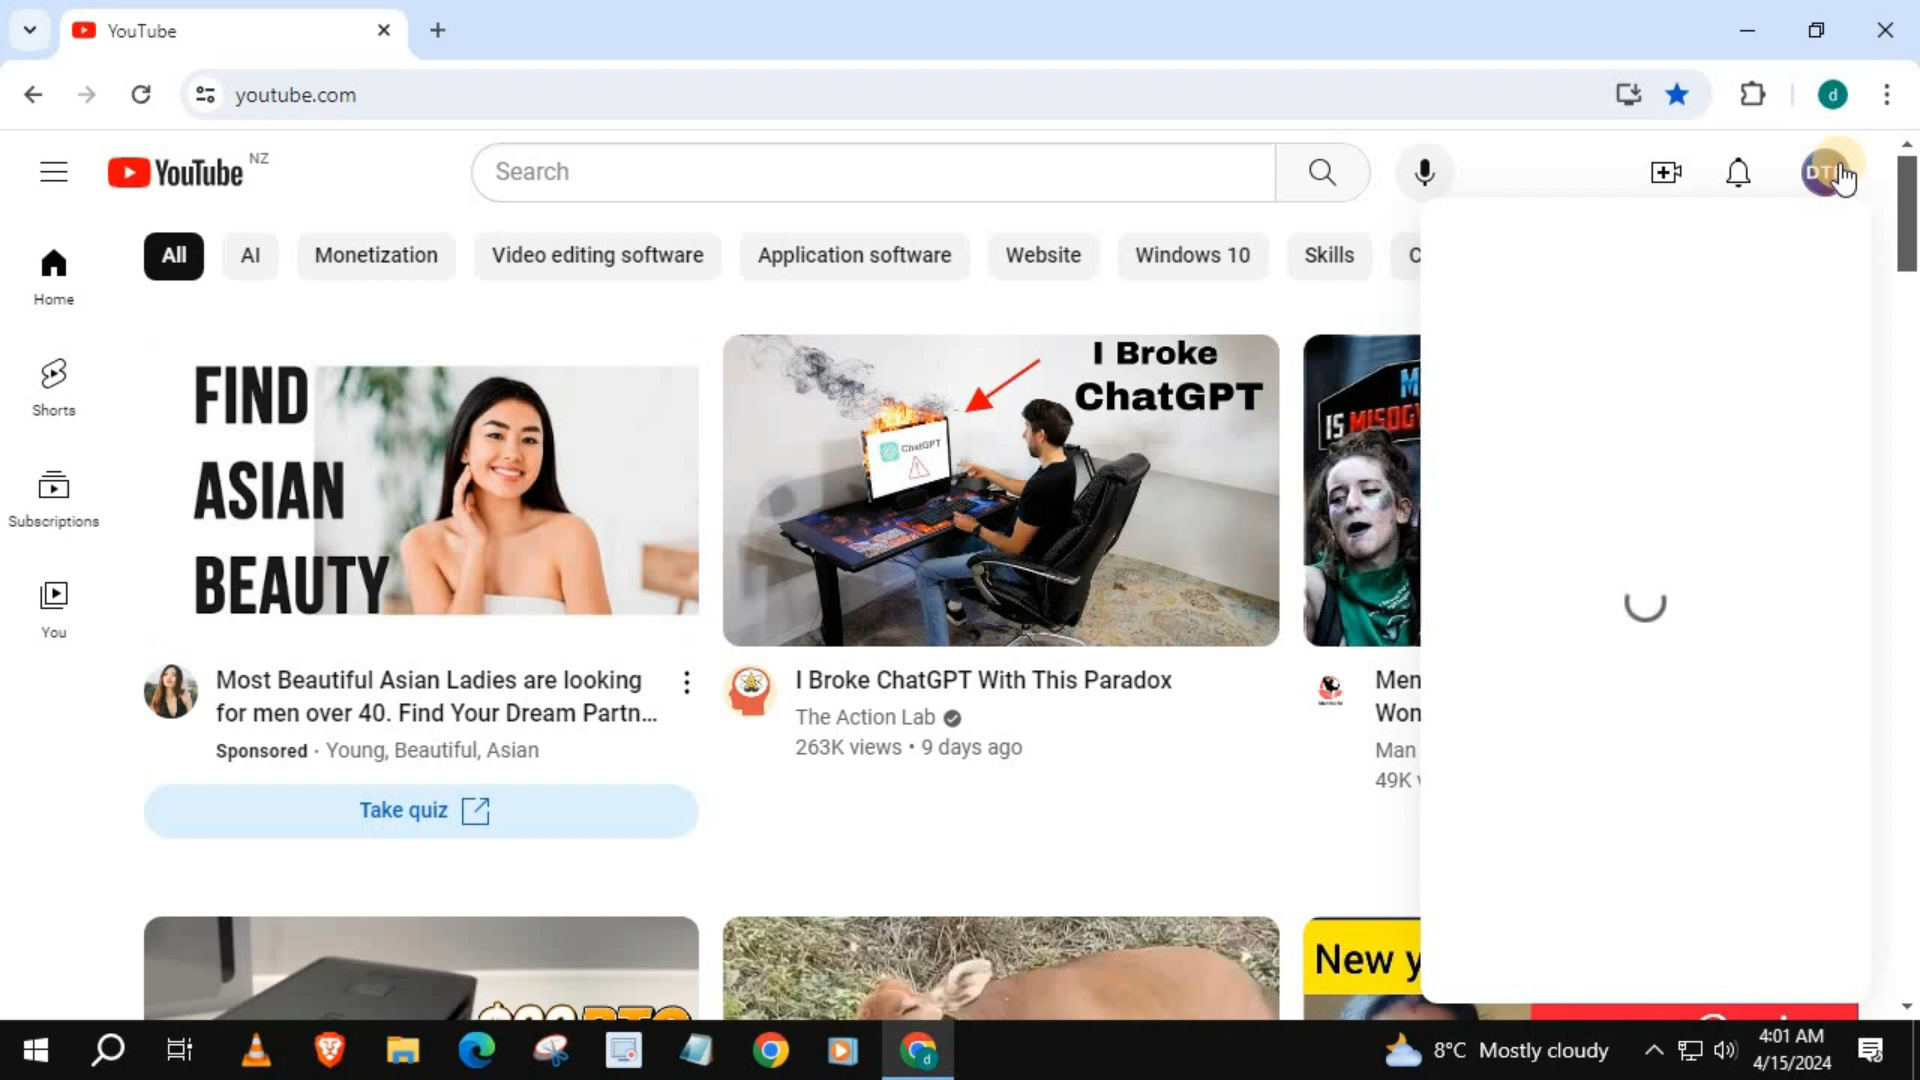 YouTube
youtube.com
d
YouTube NZ
Search
DT
All
AI
Monetization
Video editing software
Application software
Website
Windows 10
Skills
C
Home
Shorts
Subscriptions
You
FIND
ASIAN
BEAUTY
I Broke
ChatGPT
ChatGPT
M
IS MISOG
Most Beautiful Asian Ladies are looking
for men over 40. Find Your Dream Partn...
Sponsored · Young, Beautiful, Asian
Take quiz
I Broke ChatGPT With This Paradox
The Action Lab
263K views • 9 days ago
Men
Won
Man
49K
New y
d
8°C Mostly cloudy
4:01 AM
4/15/2024